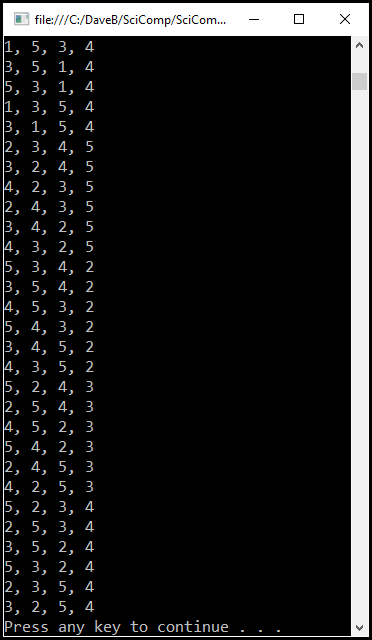 file:///C:/DaveB/SciComp/SciCom...
1, 5, 3, 4
3, 5, 1, 4
5, 3, 1, 4
1, 3, 5, 4
3, 1, 5, 4
2, 3, 4, 5
3, 2, 4, 5
4, 2, 3, 5
2, 4, 3, 5
3, 4, 2, 5
4, 3, 2, 5
5, 3, 4, 2
3, 5, 4, 2
4, 5, 3, 2
5, 4, 3, 2
3, 4, 5, 2
4, 3, 5, 2
5, 2, 4, 3
2, 5, 4, 3
4, 5, 2, 3
5, 4, 2, 3
2, 4, 5, 3
4, 2, 5, 3
5, 2, 3, 4
2, 5, 3, 4
3, 5, 2, 4
5, 3, 2, 4
2, 3, 5, 4
3, 2, 5, 4
Press any key to continue . . .